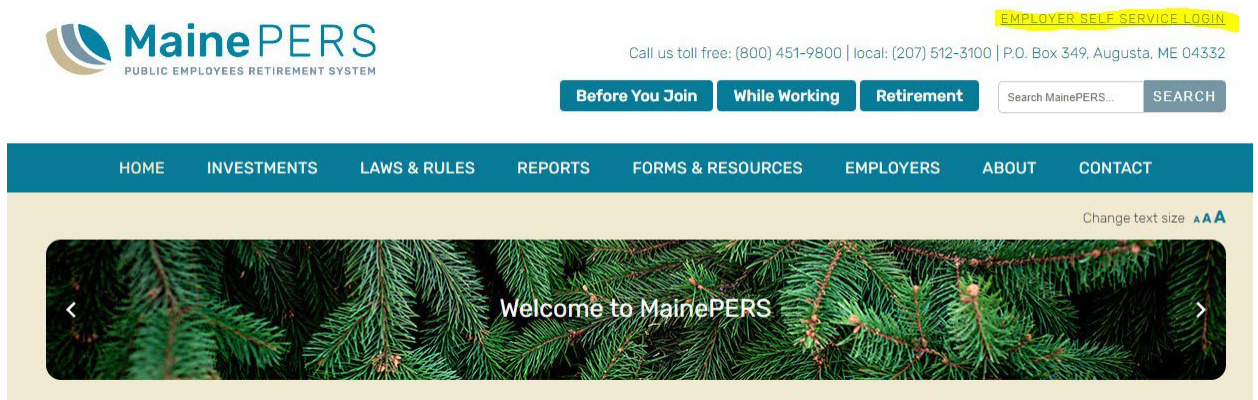 EMPLOYER SELF SERVICE LOGIN
MainePERS
PUBLIC EMPLOYEES RETIREMENT SYSTEM
Call us toll free: (800) 451-9800 | local: (207) 512-3100 | P.O. Box 349, Augusta, ME 04332
Before You Join While Working Retirement Search MainePERS... SEARCH
HOME INVESTMENTS LAWS & RULES REPORTS FORMS & RESOURCES EMPLOYERS ABOUT CONTACT
Change text size A A A
Welcome to MainePERS